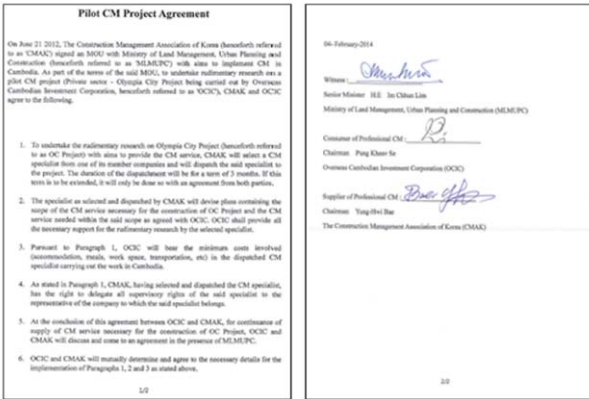 Pilot CM Project Agreement
On June 21 2012, The Construction Management Association of Korea (henceforth referred
to as 'CMAK') signed an MOU with Ministry of Land Management, Urban Planning and
Construction (henceforth referred to as 'MLMUPC') with aims to implement CM in
Cambodia. As part of the terms of the said MOU, to undertake rudimentary research on a
pilot CM project (Private sector - Olympia City Project being carried out by Overseas
Cambodian Investment Corporation, henceforth referred to as 'OCIC'), CMAK and OCIC
agree to the following.
1. To undertake the rudimentary research on Olympia City Project (henceforth referred
to as OC Project) with aims to provide the CM service, CMAK will select a CM
specialist from one of its member companies and will dispatch the said specialist to
the project. The duration of the dispatchment will be for a term of 3 months. If this
term is to be extended, it will only be done so with an agreement from both parties.
2. The specialist as selected and dispatched by CMAK will devise plans containing the
scope of the CM service necessary for the construction of OC Project and the CM
service needed within the said scope as agreed with OCIC. OCIC shall provide all
the necessary support for the rudimentary research by the selected specialist.
3. Pursuant to Paragraph 1, OCIC will bear the minimum costs involved
(accommodation, meals, work space, transportation, etc) in the dispatched CM
specialist carrying out the work in Cambodia.
4. As stated in Paragraph 1, CMAK, having selected and dispatched the CM specialist,
has the right to delegate all supervisory rights of the said specialist to the
representative of the company to which the said specialist belongs.
5. At the conclusion of this agreement between OCIC and CMAK, for continuance of
supply of CM service necessary for the construction of OC Project, OCIC and
CMAK will discuss and come to an agreement in the presence of MLMUPC.
6. OCIC and CMAK will mutually determine and agree to the necessary details for the
implementation of Paragraphs 1, 2 and 3 as stated above.
1/2
04-February-2014
Witness :
Senior Minister H.E Im Chhun Lim
Ministry of Land Management, Urban Planning and Construction (MLMUPC)
Consumer of Professional CM :
Chairman Pung Kheav Se
Overseas Cambodian Investment Corporation (OCIC)
Supplier of Professional CM :
Chairman Yung-Hwi Bae
The Construction Management Association of Korea (CMAK)
2/2